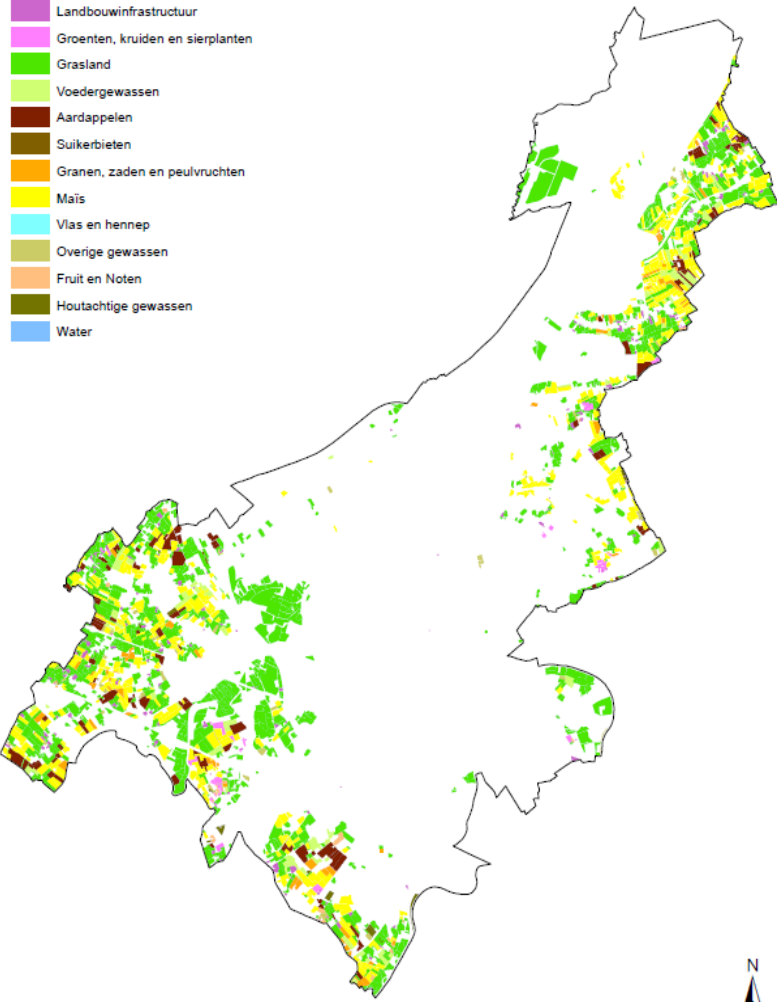 Landbouwinfrastructuur
Groenten, kruiden en sierplanten
Grasland
Voedergewassen
Aardappelen
Suikerbieten
Granen, zaden en peulvruchten
Maïs
Vlas en hennep
Overige gewassen
Fruit en Noten
Houtachtige gewassen
Water
N